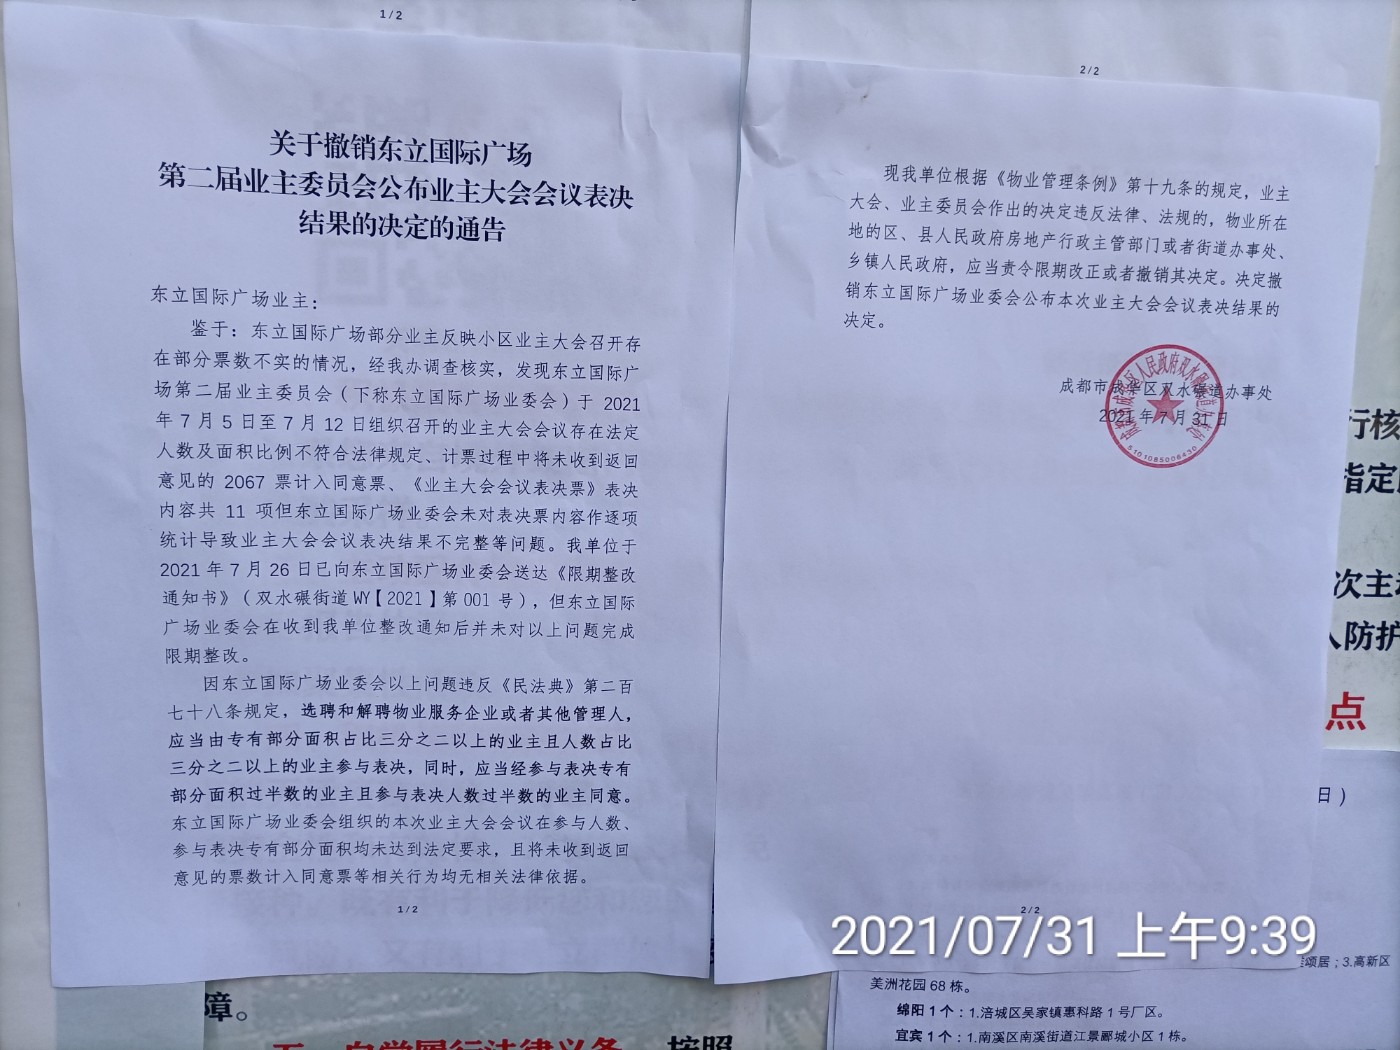 1/2
关于撤销东立国际广场
第二届业主委员会公布业主大会会议表决
结果的决定的通告
东立国际广场业主：
鉴于：东立国际广场部分业主反映小区业主大会召开存
在部分票数不实的情况，经我办调查核实，发现东立国际广
场第二届业主委员会（下称东立国际广场业委会）于 2021
年 7 月 5 日至 7 月 12 日组织召开的业主大会会议存在法定
人数及面积比例不符合法律规定、计票过程中将未收到返回
意见的 2067 票计入同意票、《业主大会会议表决票》表决
内容共 11 项但东立国际广场业委会未对表决票内容作逐项
统计导致业主大会会议表决结果不完整等问题。我单位于
2021 年 7 月 26 日已向东立国际广场业委会送达《限期整改
通知书》（双水碾街道 WY【2021】第 001 号），但东立国际
广场业委会在收到我单位整改通知后并未对以上问题完成
限期整改。
因东立国际广场业委会以上问题违反《民法典》第二百
七十八条规定，选聘和解聘物业服务企业或者其他管理人，
应当由专有部分面积占比三分之二以上的业主且人数占比
三分之二以上的业主参与表决，同时，应当经参与表决专有
部分面积过半数的业主且参与表决人数过半数的业主同意。
东立国际广场业委会组织的本次业主大会会议在参与人数、
参与表决专有部分面积均未达到法定要求，且将未收到返回
意见的票数计入同意票等相关行为均无相关法律依据。
1/2
2/2
现我单位根据《物业管理条例》第十九条的规定，业主
大会、业主委员会作出的决定违反法律、法规的，物业所在
地的区、县人民政府房地产行政主管部门或者街道办事处、
乡镇人民政府，应当责令限期改正或者撤销其决定。决定撤
销东立国际广场业委会公布本次业主大会会议表决结果的
决定。
成都市成华区双水碾街道办事处
2021 年 7 月 31 日
5101085008430
2/2
行核
指定
次主
人防护
点
日）
2021/07/31 上午9:39
颂居；3.高新区
美洲花园 68 栋。
绵阳 1 个：1.涪城区吴家镇惠科路 1 号厂区。
宜宾 1 个：1.南溪区南溪街道江景郦城小区 1 栋。
障。
五、自觉履行法律义务 按照